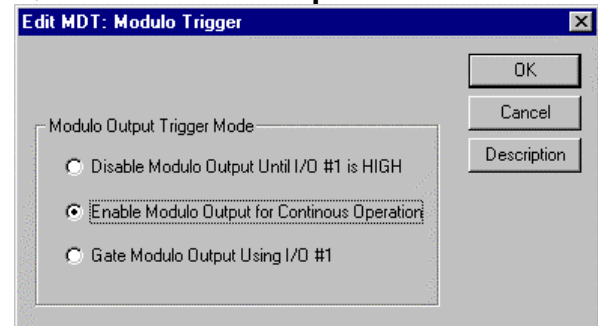 Edit MDT: Modulo Trigger
OK
Cancel
Description
Modulo Output Trigger Mode
Disable Modulo Output Until I/O #1 is HIGH
Enable Modulo Output for Continous Operation
Gate Modulo Output Using I/O #1